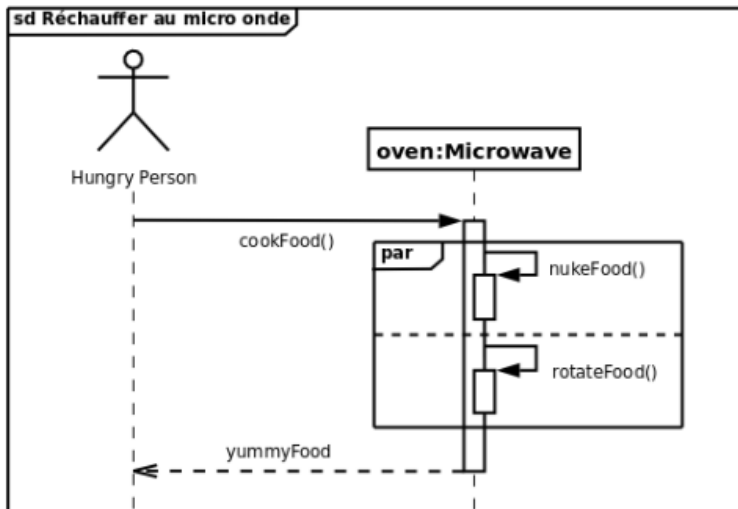 sd Réchauffer au micro onde
Hungry Person
oven:Microwave
cookFood()
par
nukeFood()
rotateFood()
yummyFood